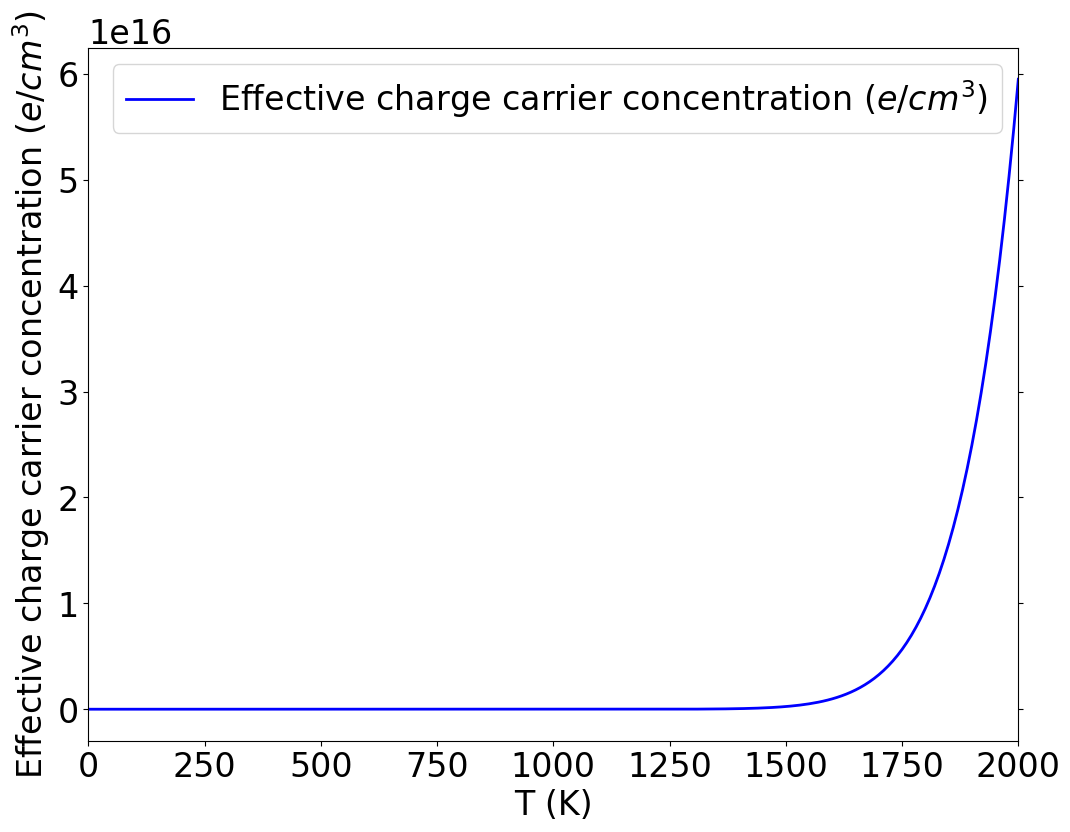 1e16
Effective charge carrier concentration (e/cm³)
Effective charge carrier concentration (e/cm³)
6
5
4
3
2
1
0
0 250 500 750 1000 1250 1500 1750 2000
T (K)